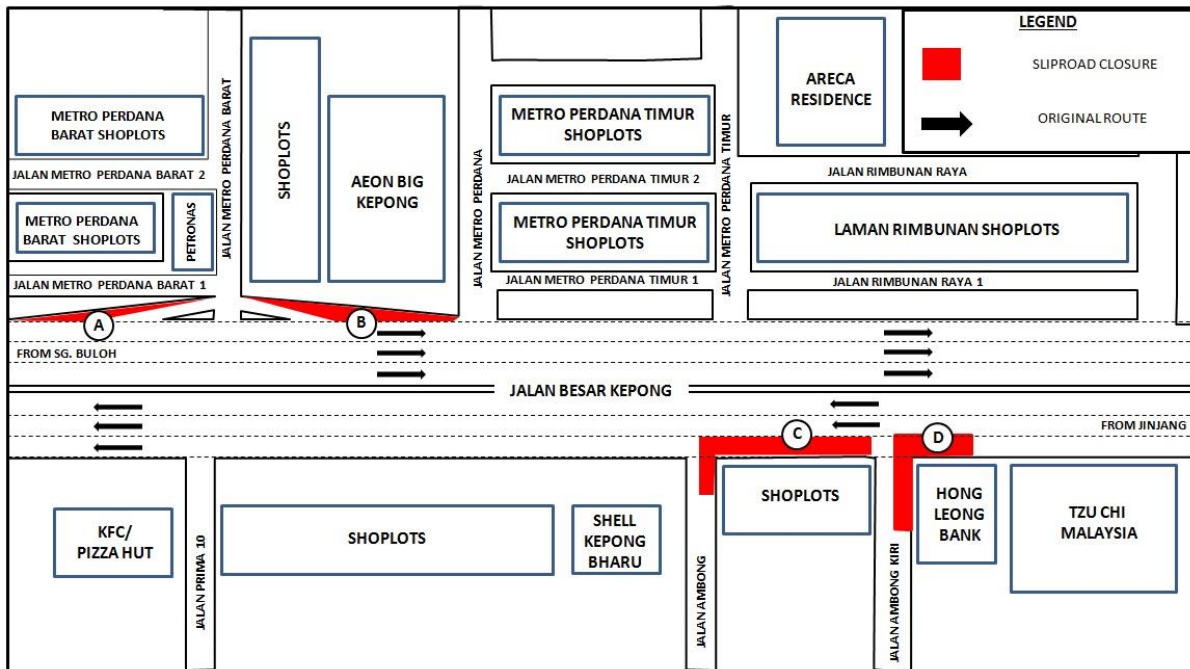 LEGEND
SLIPROAD CLOSURE
ORIGINAL ROUTE
METRO PERDANA
BARAT SHOPLOTS
JALAN METRO PERDANA BARAT 2
METRO PERDANA
BARAT SHOPLOTS
PETRONAS
JALAN METRO PERDANA BARAT 1
JALAN METRO PERDANA BARAT
SHOPLOTS
AEON BIG
KEPONG
JALAN METRO PERDANA
METRO PERDANA TIMUR
SHOPLOTS
JALAN METRO PERDANA TIMUR 2
METRO PERDANA TIMUR
SHOPLOTS
JALAN METRO PERDANA TIMUR 1
JALAN METRO PERDANA TIMUR
ARECA
RESIDENCE
JALAN RIMBUNAN RAYA
LAMAN RIMBUNAN SHOPLOTS
JALAN RIMBUNAN RAYA 1
A
B
FROM SG. BULOH
JALAN BESAR KEPONG
FROM JINJANG
C
D
KFC/
PIZZA HUT
JALAN PRIMA 10
SHOPLOTS
SHELL
KEPONG
BHARU
JALAN AMBONG
SHOPLOTS
JALAN AMBONG KIRI
HONG
LEONG
BANK
TZU CHI
MALAYSIA